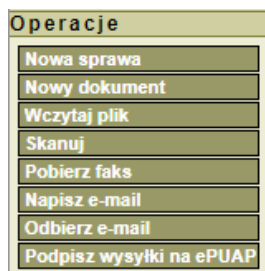 Operacje
Nowa sprawa
Nowy dokument
Wczytaj plik
Skanuj
Pobierz faks
Napisz e-mail
Odbierz e-mail
Podpisz wysyłki na ePUAP